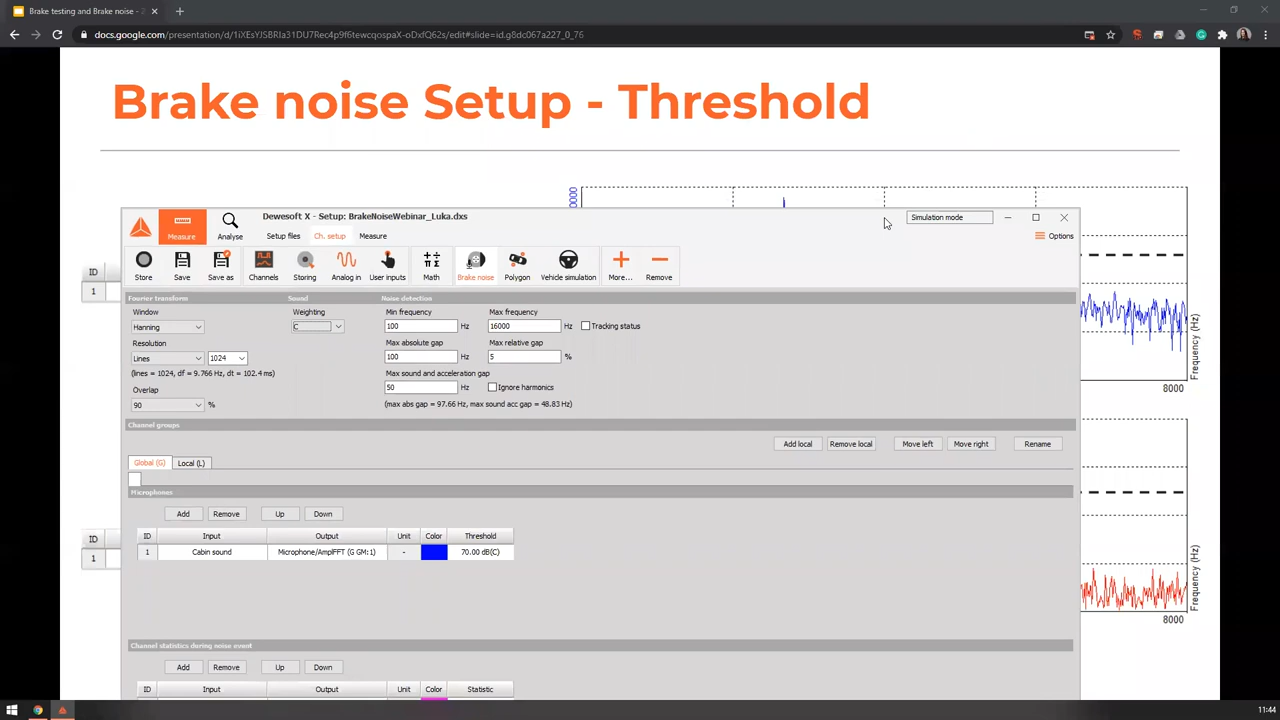 Brake testing and Brake noise -
docs.google.com/presentation/d/1iXEsYJSBRIa31DU7Rec4p9f6tewcqospaX-oDxfQ62s/edit#slide=id.g8dc067a227_0_76
Brake noise Setup - Threshold
Dewesoft X - Setup: BrakeNoiseWebinar_Luka.dxs
Simulation mode
Measure
Analyse
Setup files
Ch. setup
Measure
Options
Store
Save
Save as
Channels
Storing
Analog in
User inputs
Math
Brake noise
Polygon
Vehicle simulation
More...
Remove
Fourier transform
Sound
Noise detection
Window
Weighting
Min frequency
Max frequency
Hanning
C
100 Hz
16000 Hz
Tracking status
Resolution
Max absolute gap
Max relative gap
Lines
1024
100 Hz
5 %
(lines = 1024, df = 9.766 Hz, dt = 102.4 ms)
Max sound and acceleration gap
Overlap
50 Hz
Ignore harmonics
90 %
(max abs gap = 97.66 Hz, max sound acc gap = 48.83 Hz)
Channel groups
Add local
Remove local
Move left
Move right
Rename
Global (G)
Local (L)
Microphones
Add
Remove
Up
Down
ID Input Output Unit Color Threshold
1 Cabin sound Microphone/AmplFFT (G GM:1) - 70.00 dB(C)
Channel statistics during noise event
Add
Remove
Up
Down
ID Input Output Unit Color Statistic
ID
1
ID
1
Frequency (Hz)
8000
Frequency (Hz)
8000
11:44